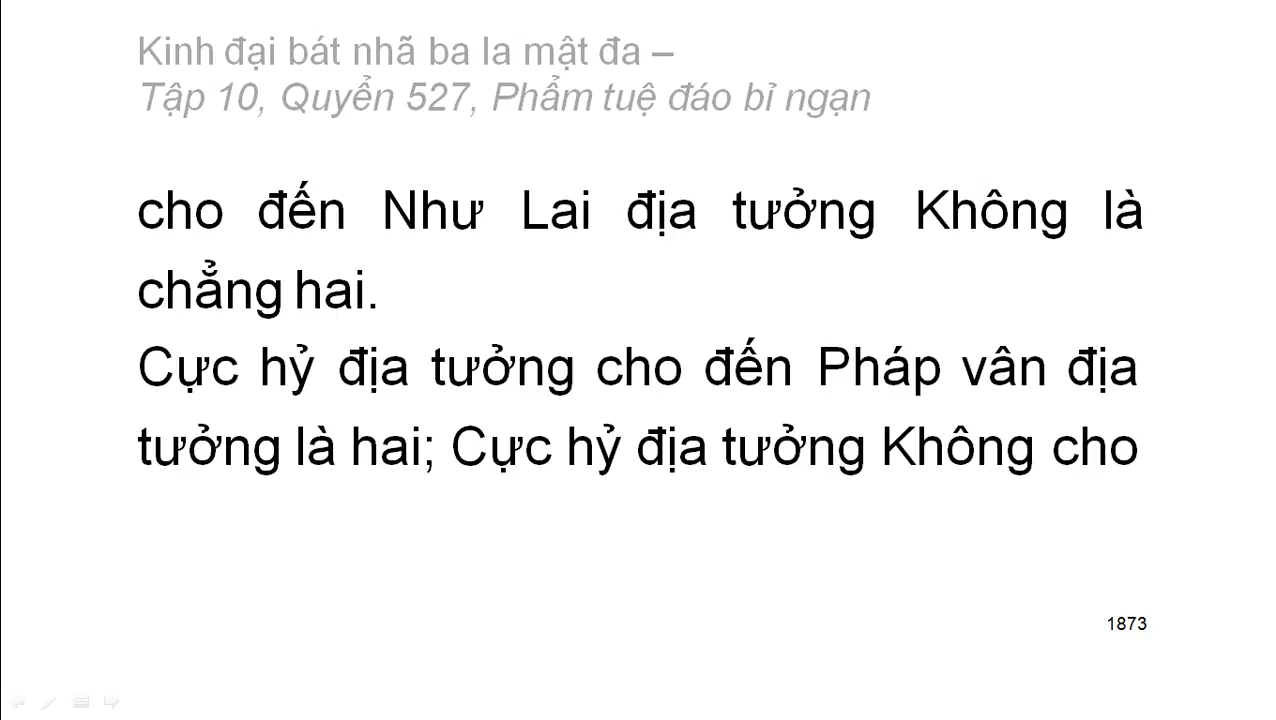 Kinh đại bát nhã ba la mật đa –
Tập 10, Quyển 527, Phẩm tuệ đáo bỉ ngạn
cho đến Như Lai địa tưởng Không là
chẳng hai.
Cực hỷ địa tưởng cho đến Pháp vân địa
tưởng là hai; Cực hỷ địa tưởng Không cho
1873